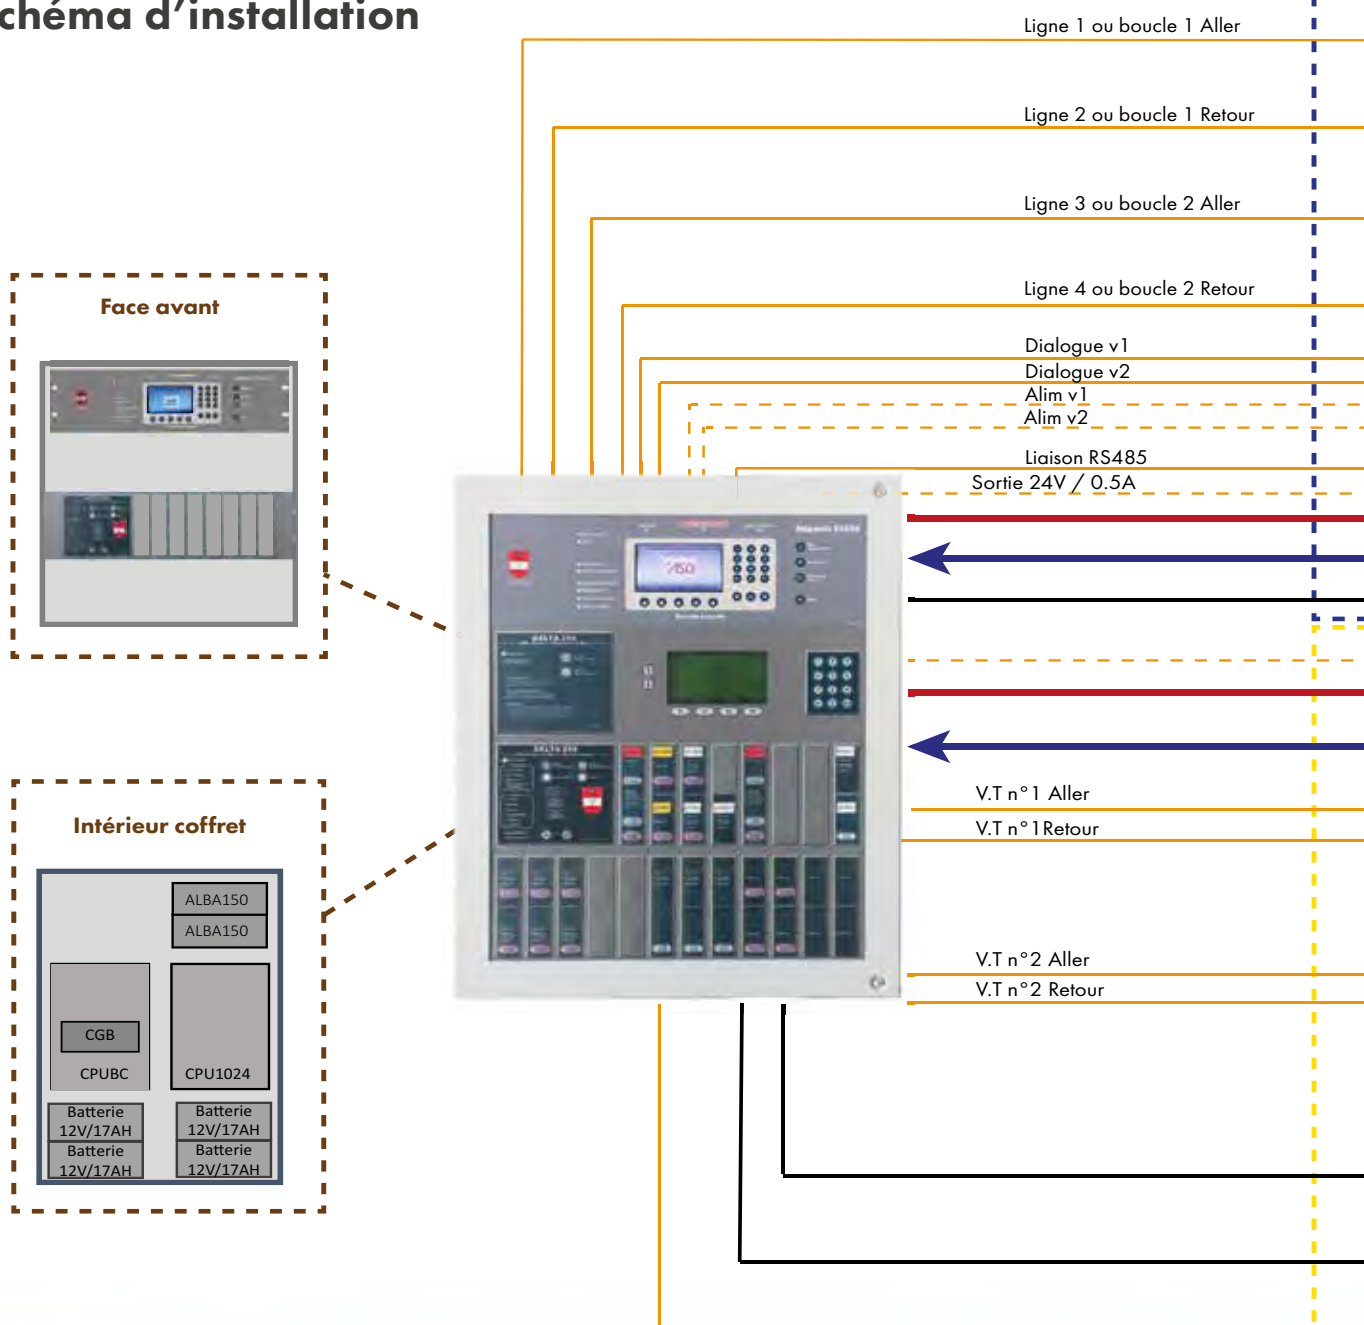 chéma d'installation
Ligne 1 ou boucle 1 Aller
Ligne 2 ou boucle 1 Retour
Ligne 3 ou boucle 2 Aller
Ligne 4 ou boucle 2 Retour
Dialogue v1
Dialogue v2
Alim v1
Alim v2
Liaison RS485
Sortie 24V / 0.5A
Face avant
DELTA
DELTA
V.T n°1 Aller
V.T n°1Retour
V.T n°2 Aller
V.T n°2 Retour
Intérieur coffret
ALBA150
ALBA150
CGB
CPUBC
CPU1024
Batterie
12V/17AH
Batterie
12V/17AH
Batterie
12V/17AH
Batterie
12V/17AH